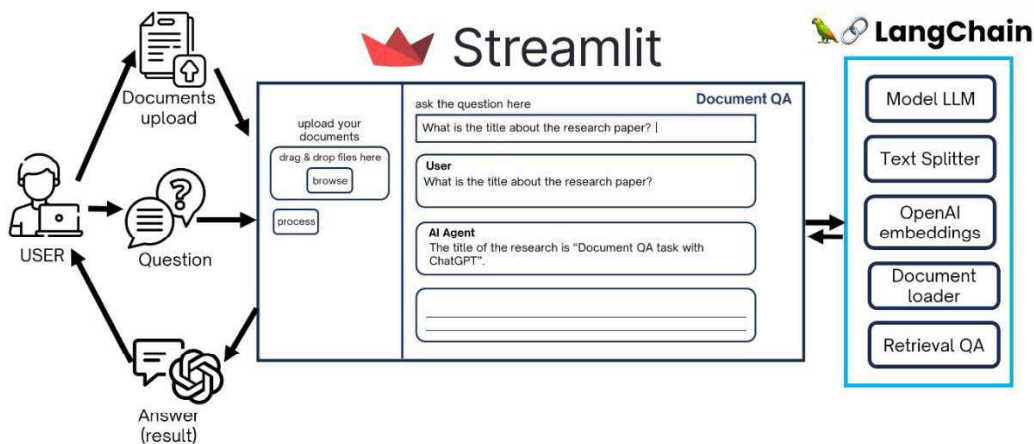 Streamlit
LangChain
Documents
upload
USER
Question
Answer
(result)
upload your
documents
drag & drop files here
browse
process
ask the question here
Document QA
What is the title about the research paper? |
User
What is the title about the research paper?
AI Agent
The title of the research is “Document QA task with
ChatGPT”.
Model LLM
Text Splitter
OpenAI
embeddings
Document
loader
Retrieval QA